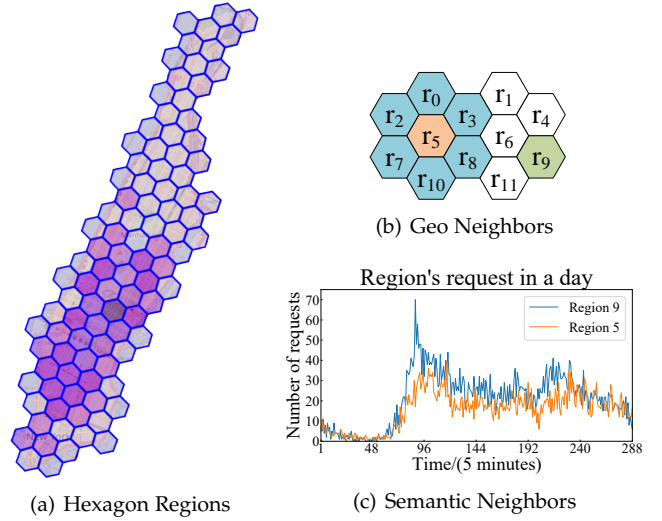 r0 r1
r2 r3 r4
r5 r6
r7 r8 r9
r10 r11
(b) Geo Neighbors
Region's request in a day
Number of requests
70
60
50
40
30
20
10
0
Region 9
Region 5
1 48 96 144 192 240 288
Time/(5 minutes)
(a) Hexagon Regions
(c) Semantic Neighbors